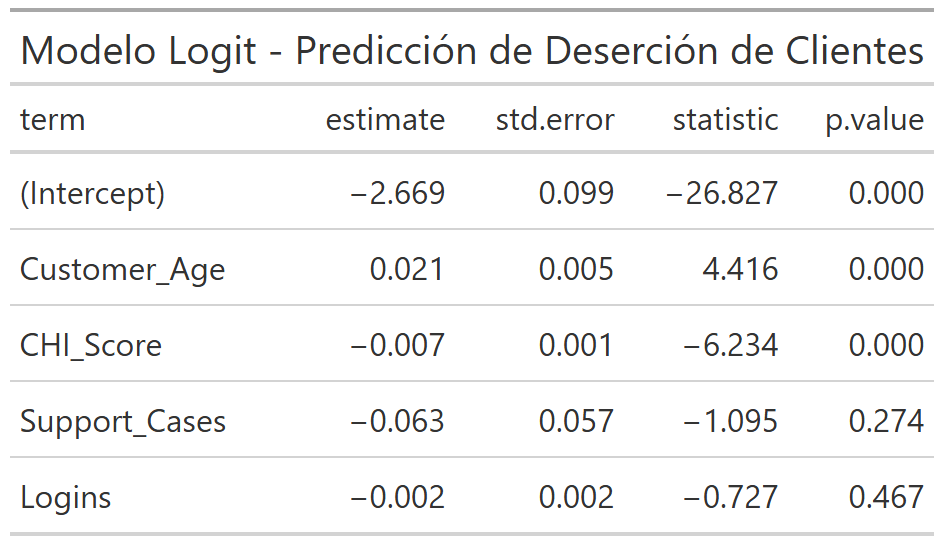 Modelo Logit - Predicción de Deserción de Clientes
term estimate std.error statistic p.value
(Intercept) −2.669 0.099 −26.827 0.000
Customer_Age 0.021 0.005 4.416 0.000
CHI_Score −0.007 0.001 −6.234 0.000
Support_Cases −0.063 0.057 −1.095 0.274
Logins −0.002 0.002 −0.727 0.467